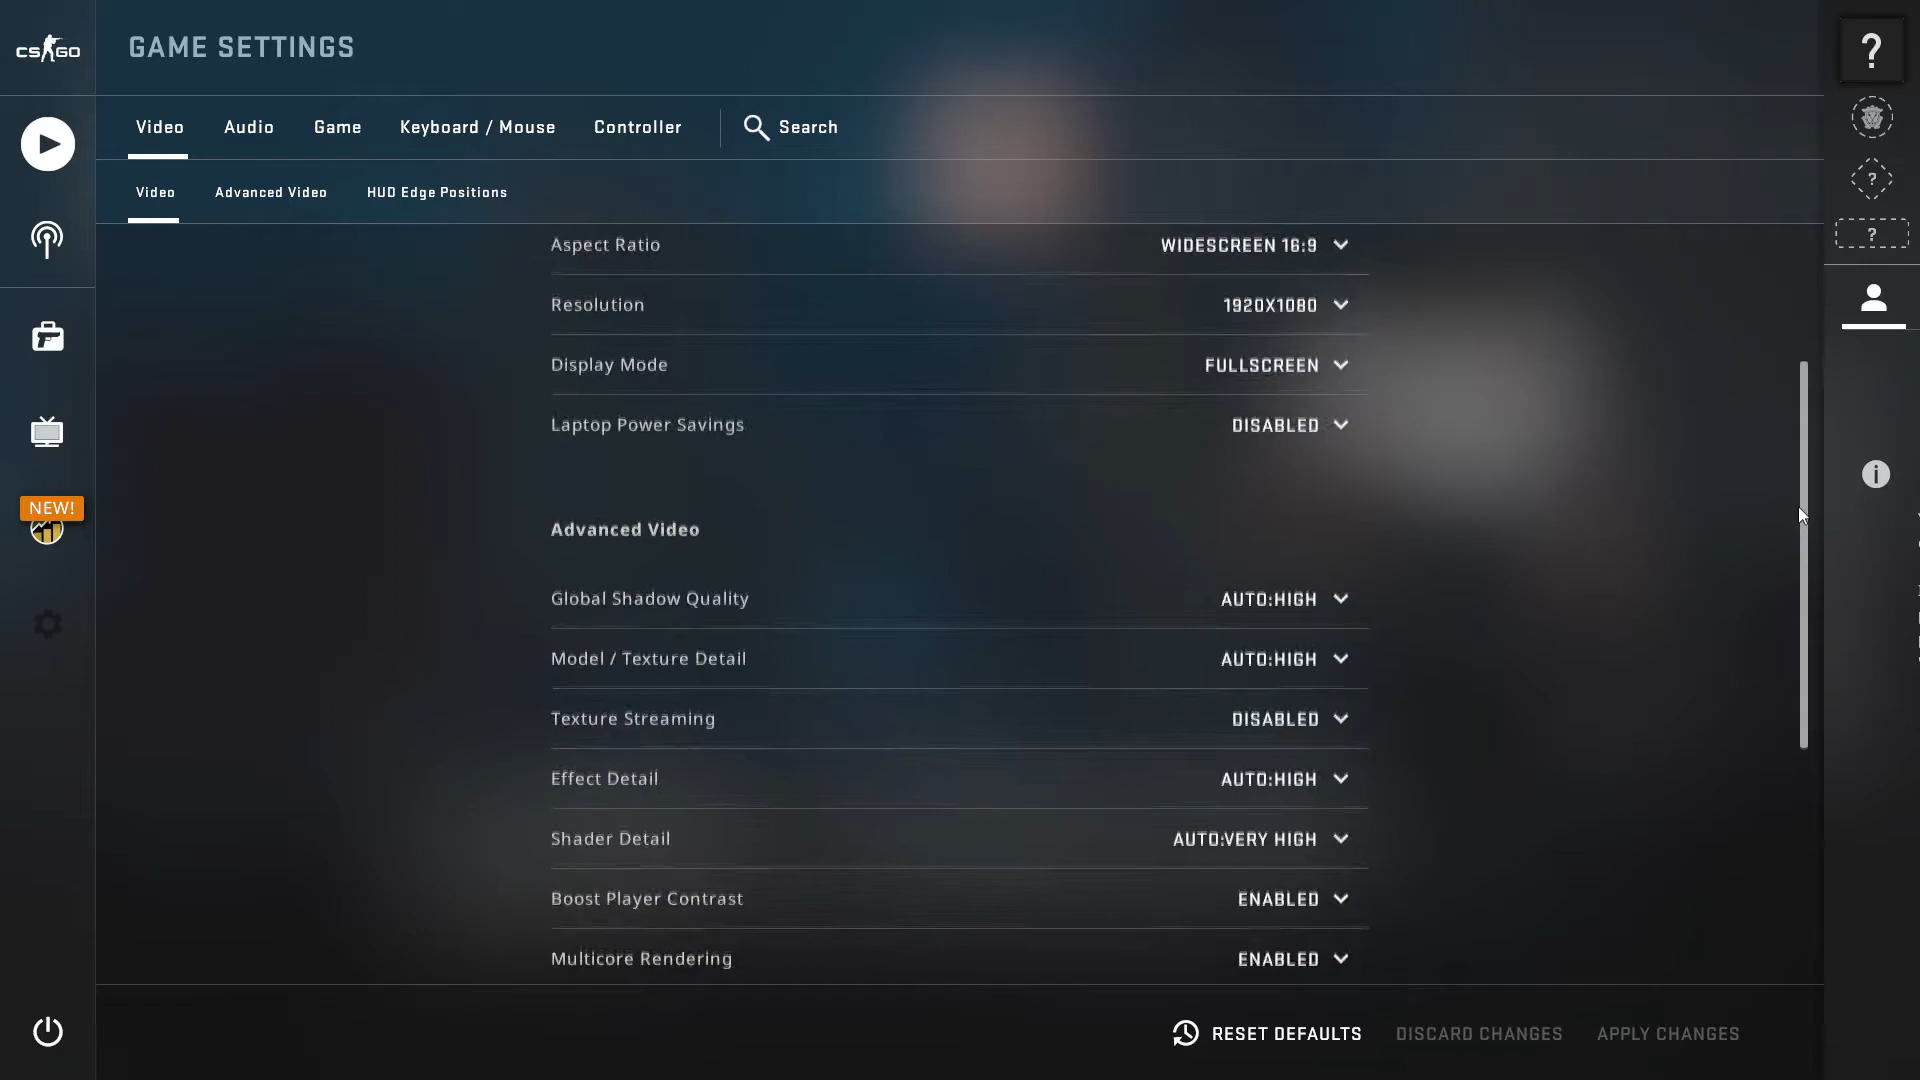 CS GO
GAME SETTINGS
?
Video Audio Game Keyboard / Mouse Controller Search
Video Advanced Video HUD Edge Positions
?
?
Aspect Ratio WIDESCREEN 16:9
Resolution 1920X1080
Display Mode FULLSCREEN
Laptop Power Savings DISABLED
NEW!
Advanced Video
Global Shadow Quality AUTO:HIGH
Model / Texture Detail AUTO:HIGH
Texture Streaming DISABLED
Effect Detail AUTO:HIGH
Shader Detail AUTO:VERY HIGH
Boost Player Contrast ENABLED
Multicore Rendering ENABLED
RESET DEFAULTS DISCARD CHANGES APPLY CHANGES